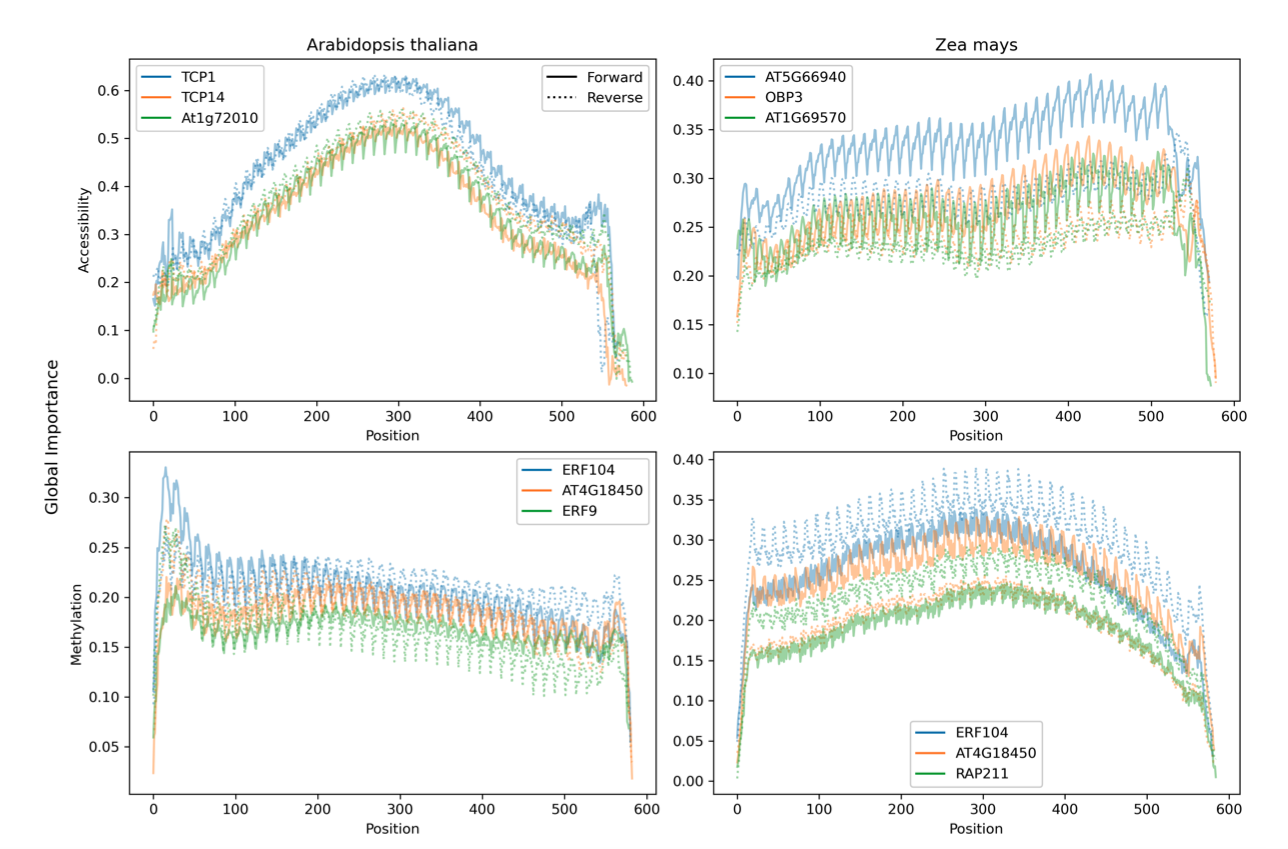 Arabidopsis thaliana
Zea mays
TCP1
TCP14
At1g72010
Forward
Reverse
AT5G66940
OBP3
AT1G69570
0.6
0.5
0.4
0.3
0.2
0.1
0.0
0.40
0.35
0.30
0.25
0.20
0.15
0.10
Accessibility
0 100 200 300 400 500 600
0 100 200 300 400 500 600
Position
Position
Global Importance
ERF104
AT4G18450
ERF9
0.30
0.25
0.20
0.15
0.10
0.05
0.40
0.35
0.30
0.25
0.20
0.15
0.10
0.05
0.00
Methylation
ERF104
AT4G18450
RAP211
0 100 200 300 400 500 600
0 100 200 300 400 500 600
Position
Position